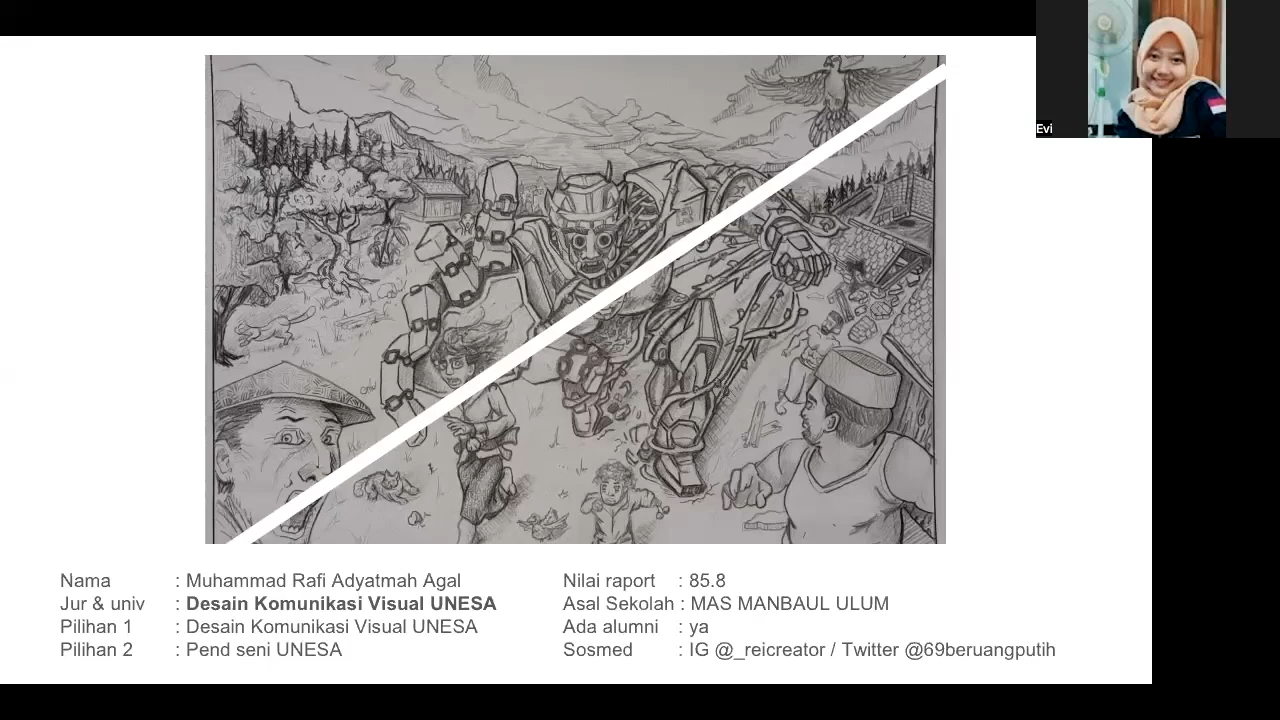 Evi
Nama : Muhammad Rafi Adyatmah Agal
Jur & univ : Desain Komunikasi Visual UNESA
Pilihan 1 : Desain Komunikasi Visual UNESA
Pilihan 2 : Pend seni UNESA
Nilai raport : 85.8
Asal Sekolah : MAS MANBAUL ULUM
Ada alumni : ya
Sosmed : IG @_reicreator / Twitter @69beruangputih